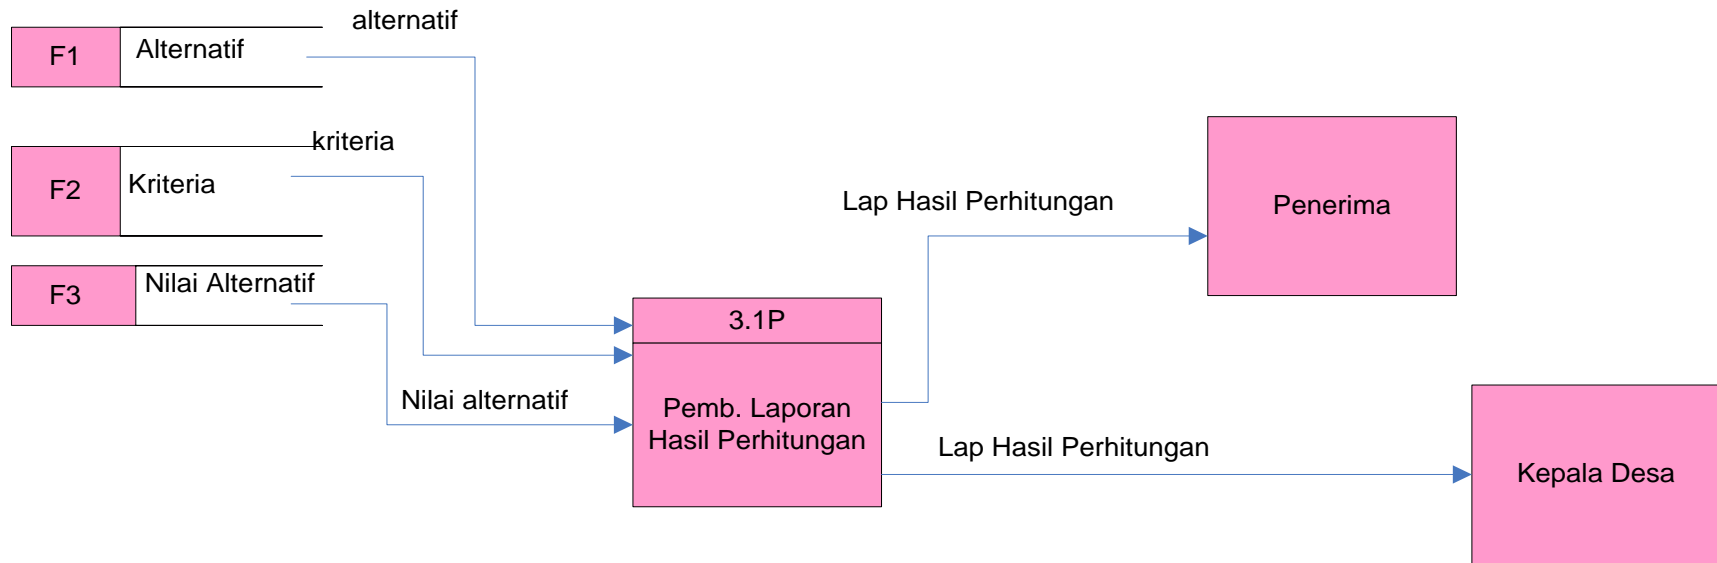 alternatif
F1
Alternatif
kriteria
F2
Kriteria
F3
Nilai Alternatif
Nilai alternatif
3.1P
Pemb. Laporan
Hasil Perhitungan
Lap Hasil Perhitungan
Penerima
Lap Hasil Perhitungan
Kepala Desa